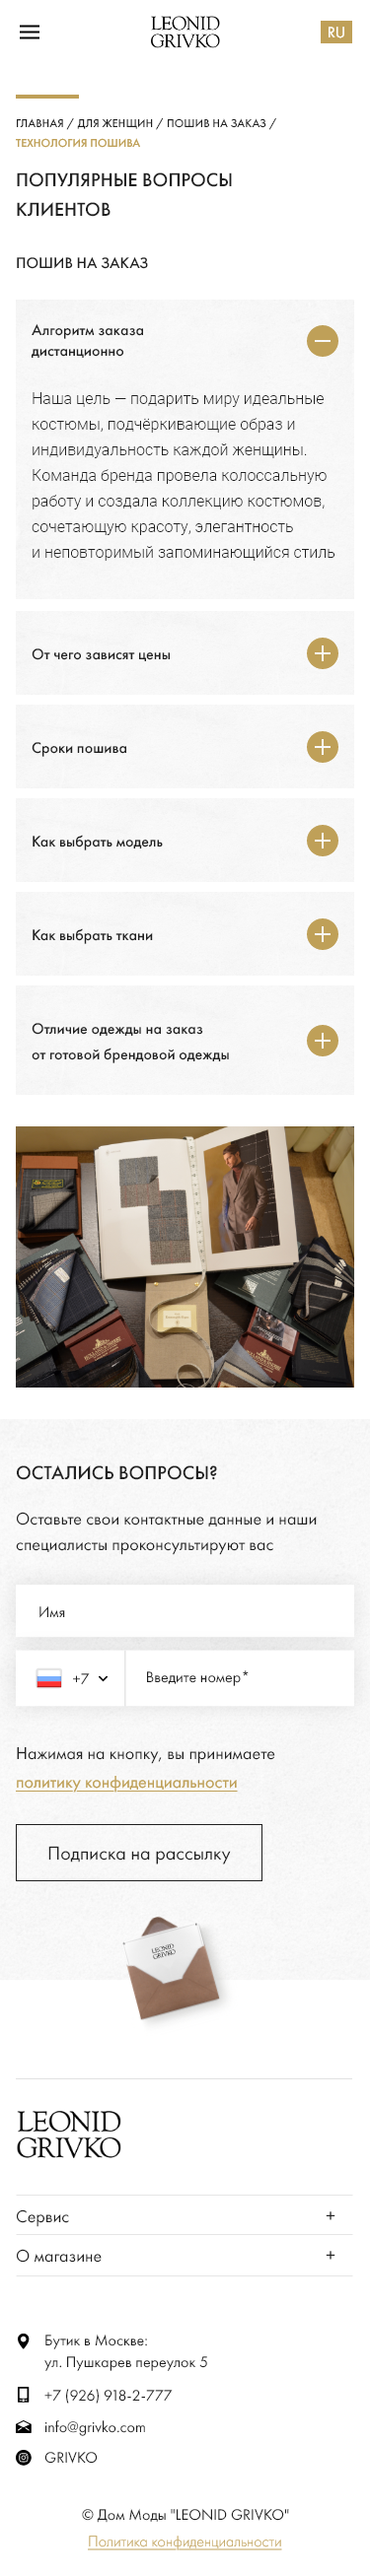 LEONID
GRIVKO
RU
ГЛАВНАЯ / ДЛЯ ЖЕНЩИН / ПОШИВ НА ЗАКАЗ /
ТЕХНОЛОГИЯ ПОШИВА
ПОПУЛЯРНЫЕ ВОПРОСЫ
КЛИЕНТОВ
ПОШИВ НА ЗАКАЗ
Алгоритм заказа
дистанционно
Наша цель — подарить миру идеальные
костюмы, подчёркивающие образ и
индивидуальность каждой женщины.
Команда бренда провела колоссальную
работу и создала коллекцию костюмов,
сочетающую красоту, элегантность
и неповторимый запоминающийся стиль
От чего зависят цены
Сроки пошива
Как выбрать модель
Как выбрать ткани
Отличие одежды на заказ
от готовой брендовой одежды
ОСТАЛИСЬ ВОПРОСЫ?
Оставьте свои контактные данные и наши
специалисты проконсультируют вас
Имя
+7
Введите номер*
Нажимая на кнопку, вы принимаете
политику конфиденциальности
Подписка на рассылку
LEONID
GRIVKO
LEONID
GRIVKO
Сервис +
О магазине +
Бутик в Москве:
ул. Пушкарев переулок 5
+7 (926) 918-2-777
info@grivko.com
GRIVKO
© Дом Моды "LEONID GRIVKO"
Политика конфиденциальности